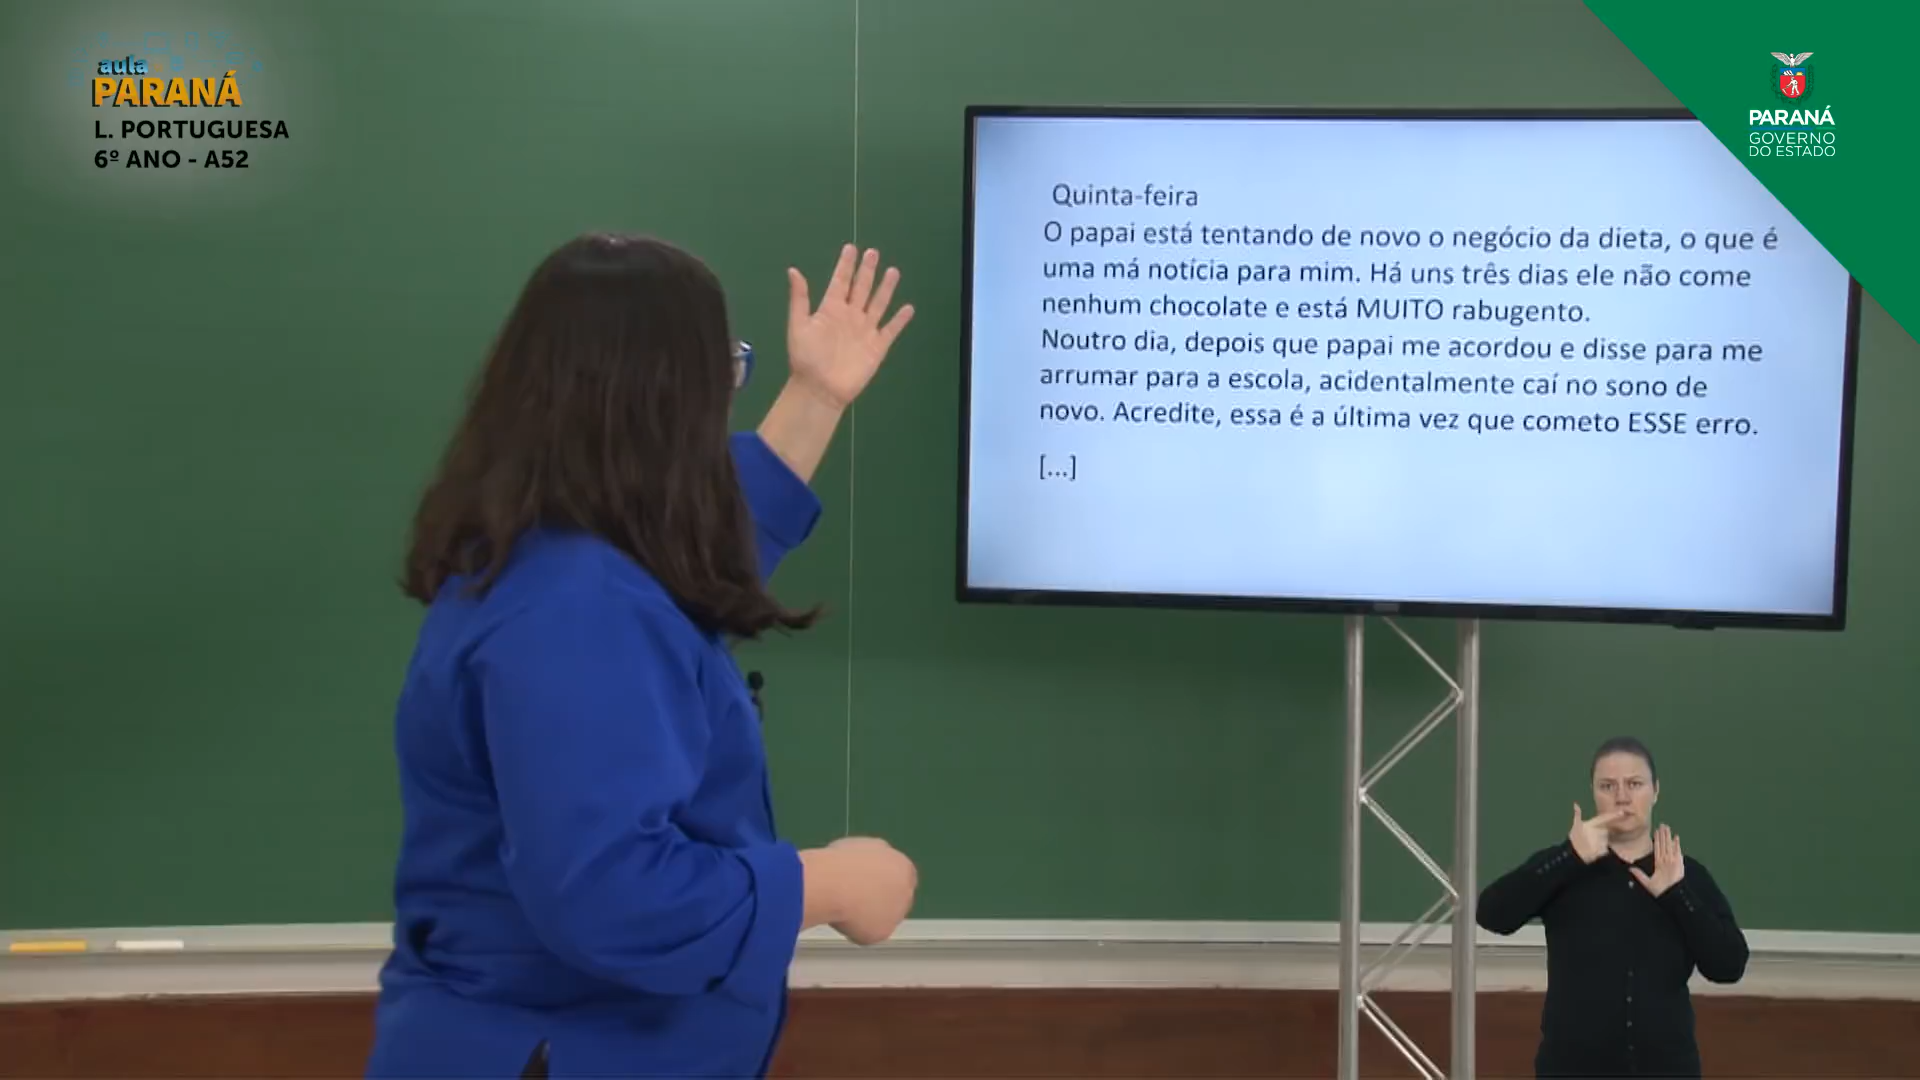 aula
PARANÁ
L. PORTUGUESA
6º ANO - A52
PARANÁ
GOVERNO
DO ESTADO
Quinta-feira
O papai está tentando de novo o negócio da dieta, o que é
uma má notícia para mim. Há uns três dias ele não come
nenhum chocolate e está MUITO rabugento.
Noutro dia, depois que papai me acordou e disse para me
arrumar para a escola, acidentalmente caí no sono de
novo. Acredite, essa é a última vez que cometo ESSE erro.
[...]